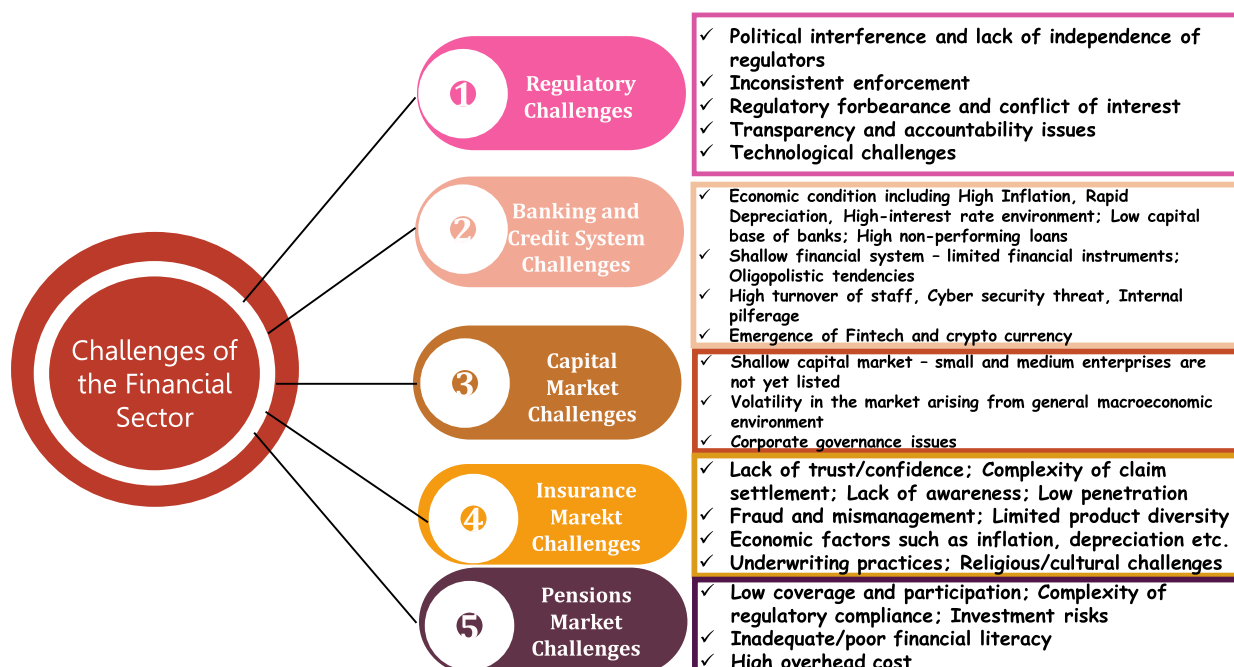 Challenges of
the Financial
Sector
1
Regulatory
Challenges
✓ Political interference and lack of independence of
regulators
✓ Inconsistent enforcement
✓ Regulatory forbearance and conflict of interest
✓ Transparency and accountability issues
✓ Technological challenges
2
Banking and
Credit System
Challenges
✓ Economic condition including High Inflation, Rapid
Depreciation, High-interest rate environment; Low capital
base of banks; High non-performing loans
✓ Shallow financial system – limited financial instruments;
Oligopolistic tendencies
✓ High turnover of staff, Cyber security threat, Internal
pilferage
✓ Emergence of Fintech and crypto currency
3
Capital
Market
Challenges
✓ Shallow capital market – small and medium enterprises are
not yet listed
✓ Volatility in the market arising from general macroeconomic
environment
✓ Corporate governance issues
4
Insurance
Marekt
Challenges
✓ Lack of trust/confidence; Complexity of claim
settlement; Lack of awareness; Low penetration
✓ Fraud and mismanagement; Limited product diversity
✓ Economic factors such as inflation, depreciation etc.
✓ Underwriting practices; Religious/cultural challenges
5
Pensions
Market
Challenges
✓ Low coverage and participation; Complexity of
regulatory compliance; Investment risks
✓ Inadequate/poor financial literacy
✓ High overhead cost